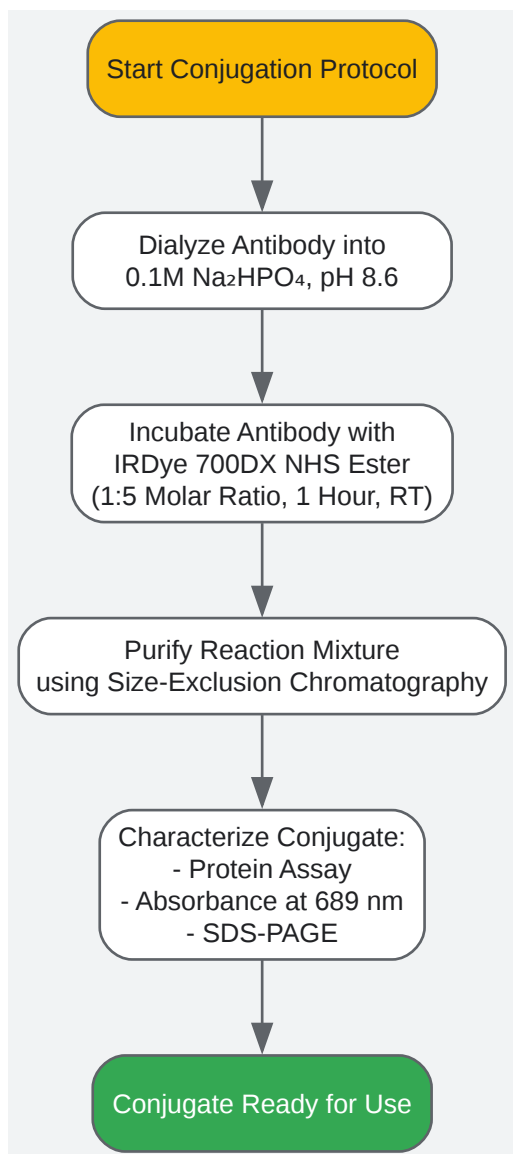 Start Conjugation Protocol
Dialyze Antibody into
0.1M Na₂HPO₄, pH 8.6
Incubate Antibody with
IRDye 700DX NHS Ester
(1:5 Molar Ratio, 1 Hour, RT)
Purify Reaction Mixture
using Size-Exclusion Chromatography
Characterize Conjugate:
- Protein Assay
- Absorbance at 689 nm
- SDS-PAGE
Conjugate Ready for Use